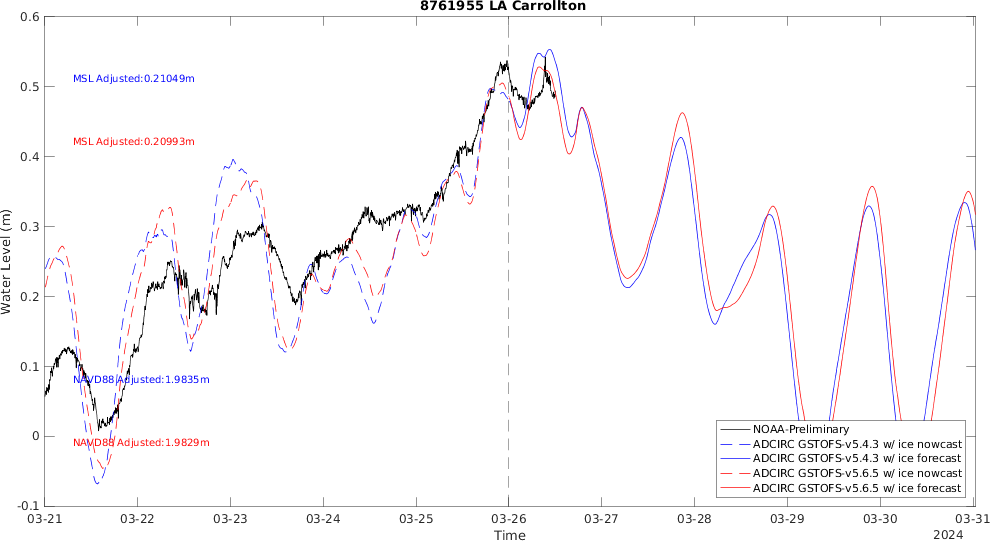 8761955 LA Carrollton
0.6
0.5
0.4
0.3
0.2
0.1
0
-0.1
Water Level (m)
MSL Adjusted:0.21049m
MSL Adjusted:0.20993m
NAVD88 Adjusted:1.9835m
NAVD88 Adjusted:1.9829m
NOAA-Preliminary
ADCIRC GSTOFS-v5.4.3 w/ ice nowcast
ADCIRC GSTOFS-v5.4.3 w/ ice forecast
ADCIRC GSTOFS-v5.6.5 w/ ice nowcast
ADCIRC GSTOFS-v5.6.5 w/ ice forecast
03-21 03-22 03-23 03-24 03-25 03-26 03-27 03-28 03-29 03-30 03-31
Time
2024